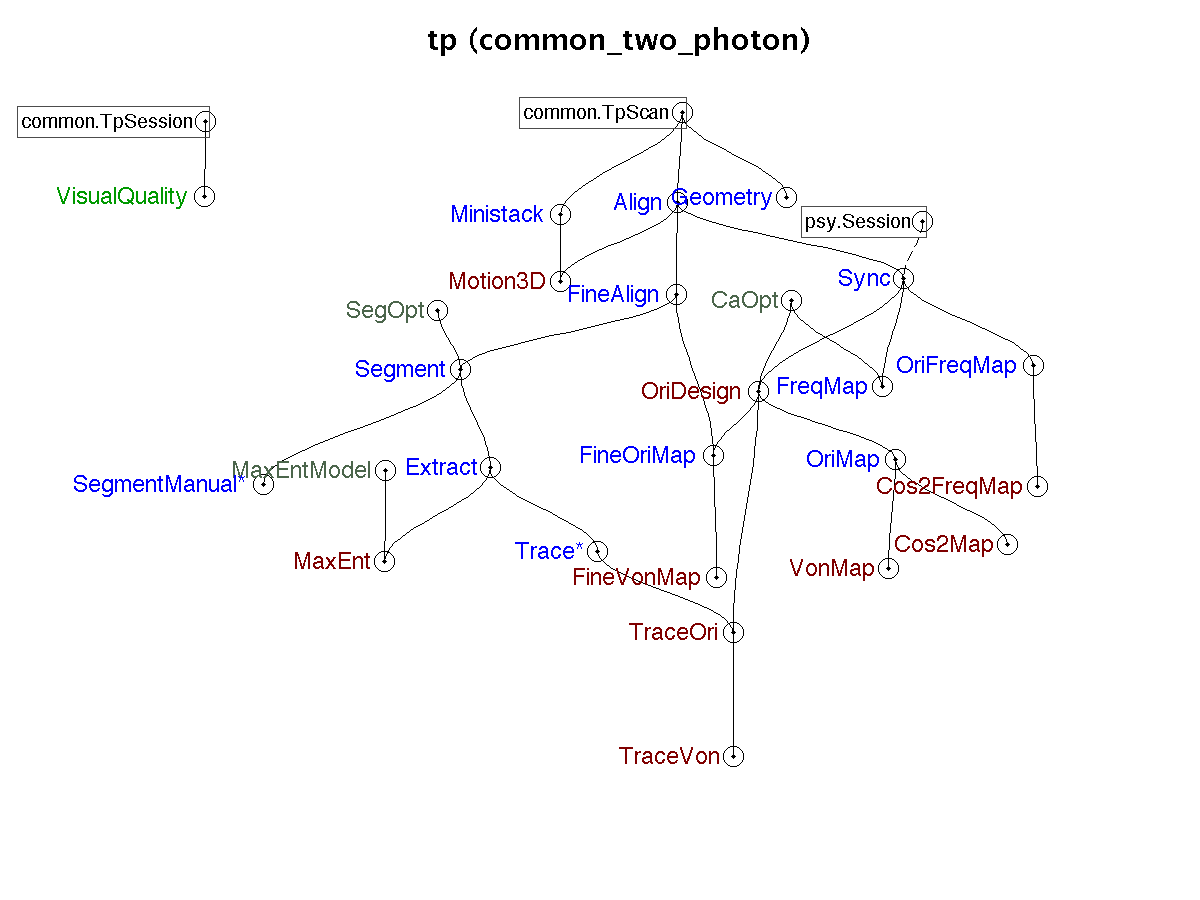 tp (common_two_photon)
common.TpScan
common.TpSession
VisualQuality
Geometry
Align
Ministack
psy.Session
Sync
Motion3D
FineAlign
CaOpt
SegOpt
OriFreqMap
Segment
FreqMap
OriDesign
FineOriMap
OriMap
Extract
MaxEntModel
SegmentManual*
Cos2FreqMap
Cos2Map
Trace*
MaxEnt
VonMap
FineVonMap
TraceOri
TraceVon